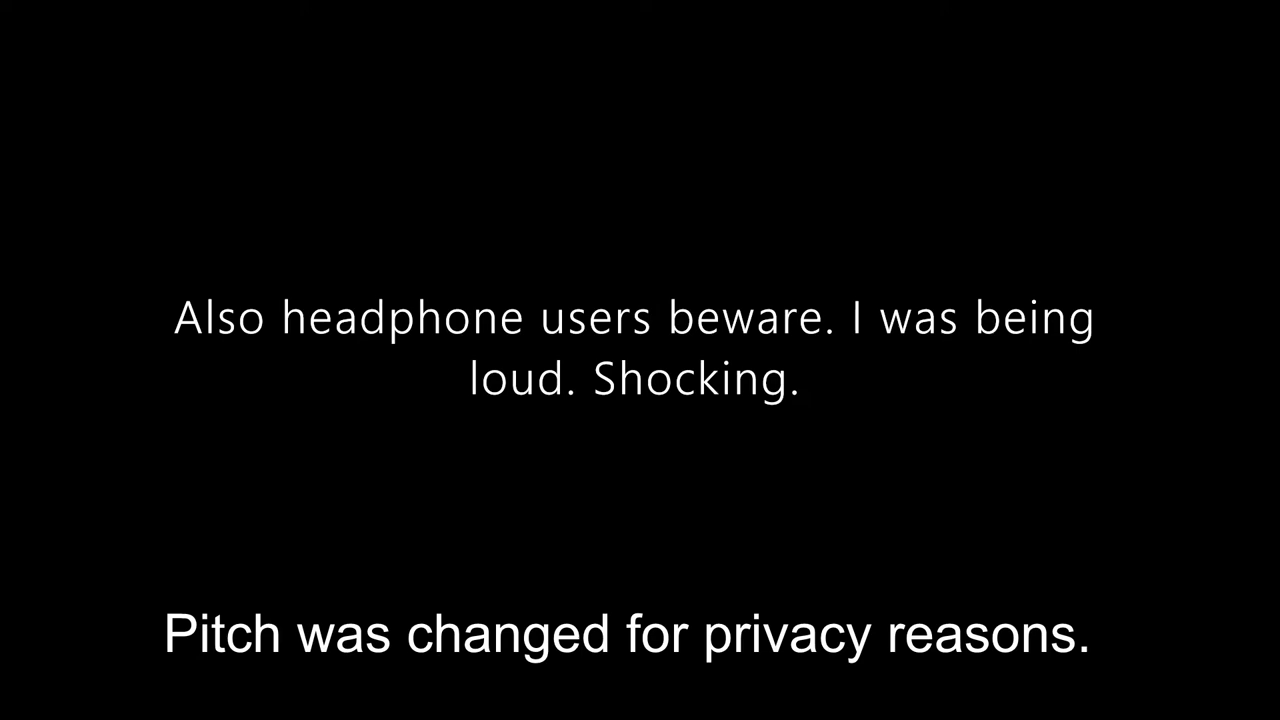 Also headphone users beware. I was being
loud. Shocking.
Pitch was changed for privacy reasons.